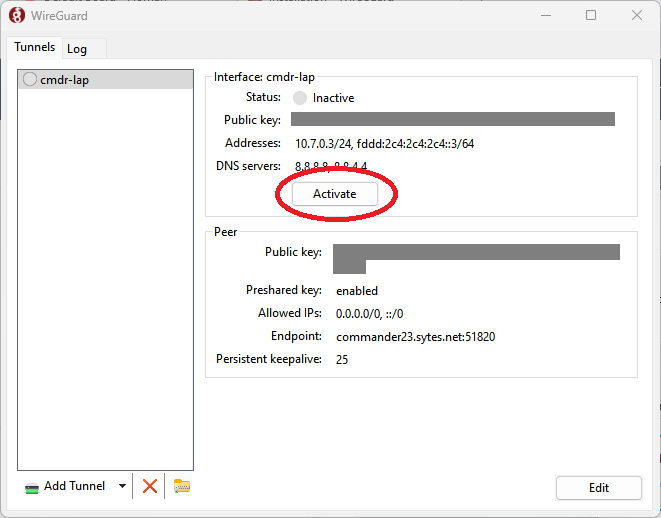 WireGuard
Tunnels Log
cmdr-lap
Interface: cmdr-lap
Status: Inactive
Public key:
Addresses: 10.7.0.3/24, fddd:2c4:2c4:2c4::3/64
DNS servers: 8.8.8.8, 8.8.4.4
Activate
Peer
Public key:
Preshared key: enabled
Allowed IPs: 0.0.0.0/0, ::/0
Endpoint: commander23.sytes.net:51820
Persistent keepalive: 25
Add Tunnel
Edit